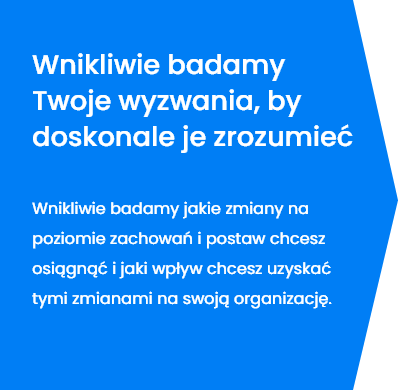 Wnikliwie badamy
Twoje wyzwania, by
doskonale je zrozumieć
Wnikliwie badamy jakie zmiany na
poziomie zachowań i postaw chcesz
osiągnąć i jaki wpływ chcesz uzyskać
tymi zmianami na swoją organizację.